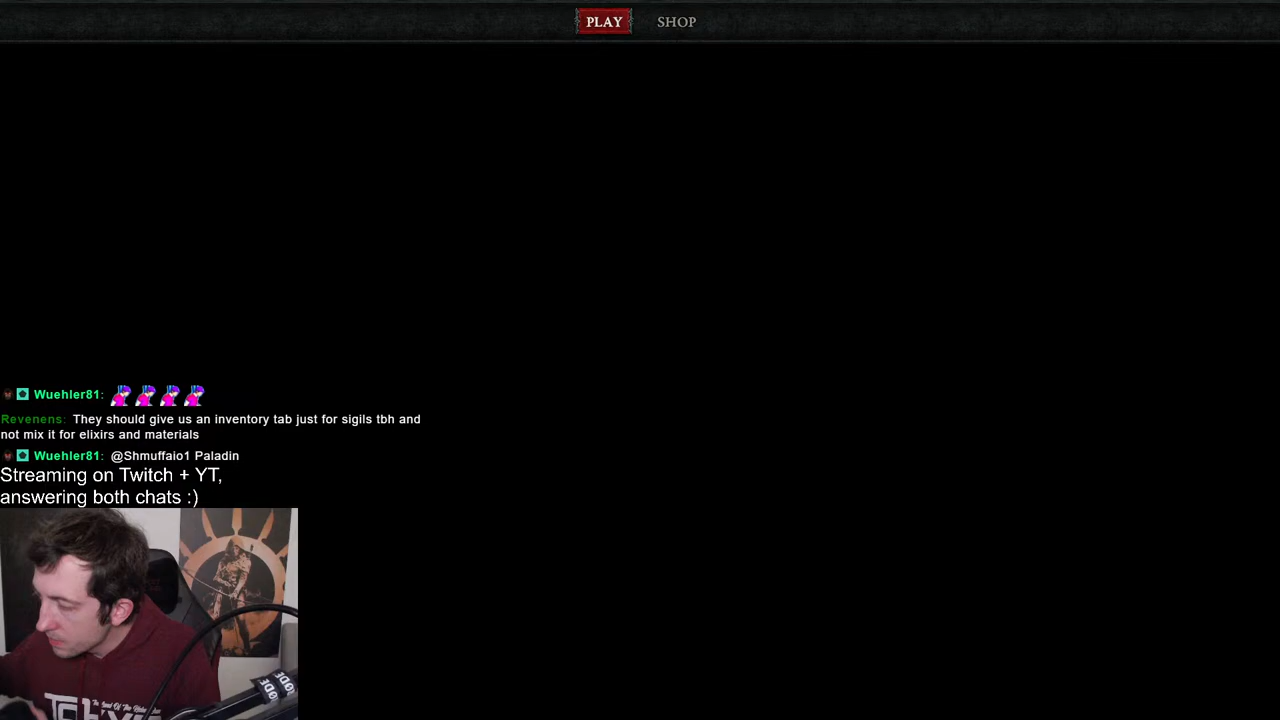 PLAY SHOP
Wuehler81:
Revenens: They should give us an inventory tab just for sigils tbh and
not mix it for elixirs and materials
Wuehler81: @Shmuffaio1 Paladin
Streaming on Twitch + YT,
answering both chats :)
RODE